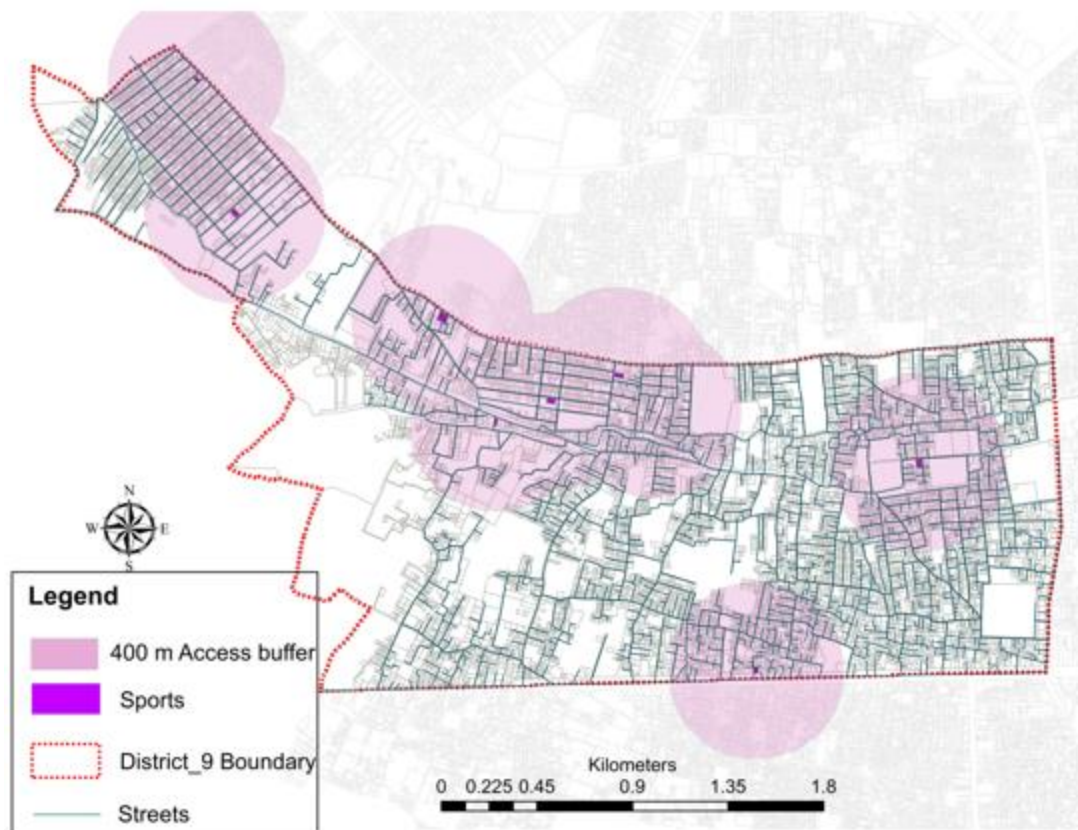 N
W E
S
Legend
400 m Access buffer
Sports
District_9 Boundary
Streets
Kilometers
0 0.225 0.45 0.9 1.35 1.8